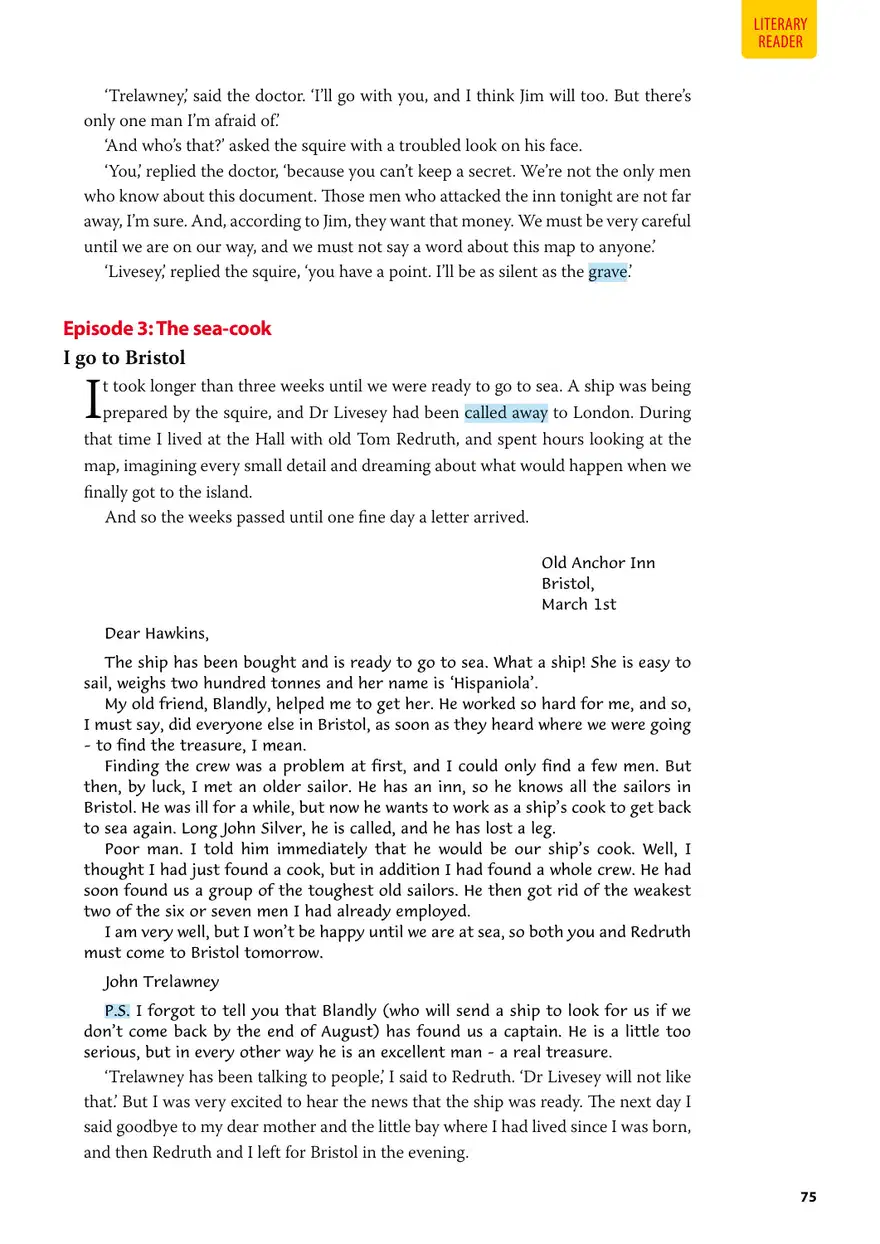 LITERARY
READER
‘Trelawney,’ said the doctor. ‘I’ll go with you, and I think Jim will too. But there’s
only one man I’m afraid of.’
‘And who’s that?’ asked the squire with a troubled look on his face.
‘You,’ replied the doctor, ‘because you can’t keep a secret. We’re not the only men
who know about this document. Those men who attacked the inn tonight are not far
away, I’m sure. And, according to Jim, they want that money. We must be very careful
until we are on our way, and we must not say a word about this map to anyone.’
‘Livesey,’ replied the squire, ‘you have a point. I’ll be as silent as the grave.’
Episode 3: The sea-cook
I go to Bristol
It took longer than three weeks until we were ready to go to sea. A ship was being
prepared by the squire, and Dr Livesey had been called away to London. During
that time I lived at the Hall with old Tom Redruth, and spent hours looking at the
map, imagining every small detail and dreaming about what would happen when we
finally got to the island.
And so the weeks passed until one fine day a letter arrived.
Old Anchor Inn
Bristol,
March 1st
Dear Hawkins,
The ship has been bought and is ready to go to sea. What a ship! She is easy to
sail, weighs two hundred tonnes and her name is ‘Hispaniola’.
My old friend, Blandly, helped me to get her. He worked so hard for me, and so,
I must say, did everyone else in Bristol, as soon as they heard where we were going
– to find the treasure, I mean.
Finding the crew was a problem at first, and I could only find a few men. But
then, by luck, I met an older sailor. He has an inn, so he knows all the sailors in
Bristol. He was ill for a while, but now he wants to work as a ship’s cook to get back
to sea again. Long John Silver, he is called, and he has lost a leg.
Poor man. I told him immediately that he would be our ship’s cook. Well, I
thought I had just found a cook, but in addition I had found a whole crew. He had
soon found us a group of the toughest old sailors. He then got rid of the weakest
two of the six or seven men I had already employed.
I am very well, but I won’t be happy until we are at sea, so both you and Redruth
must come to Bristol tomorrow.
John Trelawney
P.S. I forgot to tell you that Blandly (who will send a ship to look for us if we
don’t come back by the end of August) has found us a captain. He is a little too
serious, but in every other way he is an excellent man – a real treasure.
‘Trelawney has been talking to people,’ I said to Redruth. ‘Dr Livesey will not like
that.’ But I was very excited to hear the news that the ship was ready. The next day I
said goodbye to my dear mother and the little bay where I had lived since I was born,
and then Redruth and I left for Bristol in the evening.
75